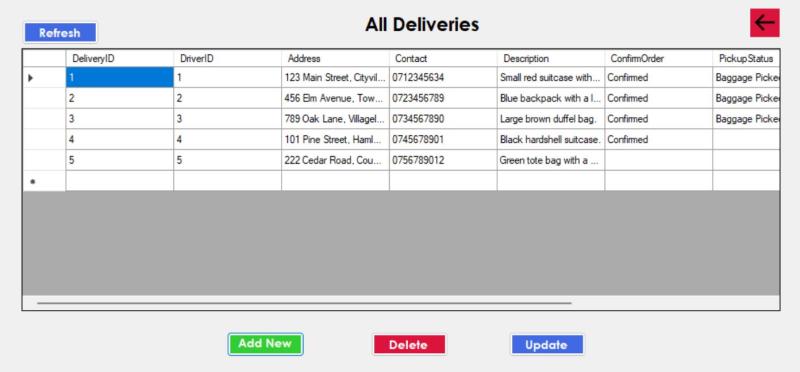 All Deliveries
Refresh
DeliveryID DriverID Address Contact Description ConfirmOrder PickupStatus
1 1 123 Main Street, Cityvil... 0712345634 Small red suitcase with... Confirmed Baggage Picke
2 2 456 Elm Avenue, Tow... 0723456789 Blue backpack with a l... Confirmed Baggage Picke
3 3 789 Oak Lane, Villagel... 0734567890 Large brown duffel bag. Confirmed Baggage Picke
4 4 101 Pine Street, Haml... 0745678901 Black hardshell suitcase. Confirmed
5 5 222 Cedar Road, Cou... 0756789012 Green tote bag with a ...
Add New Delete Update